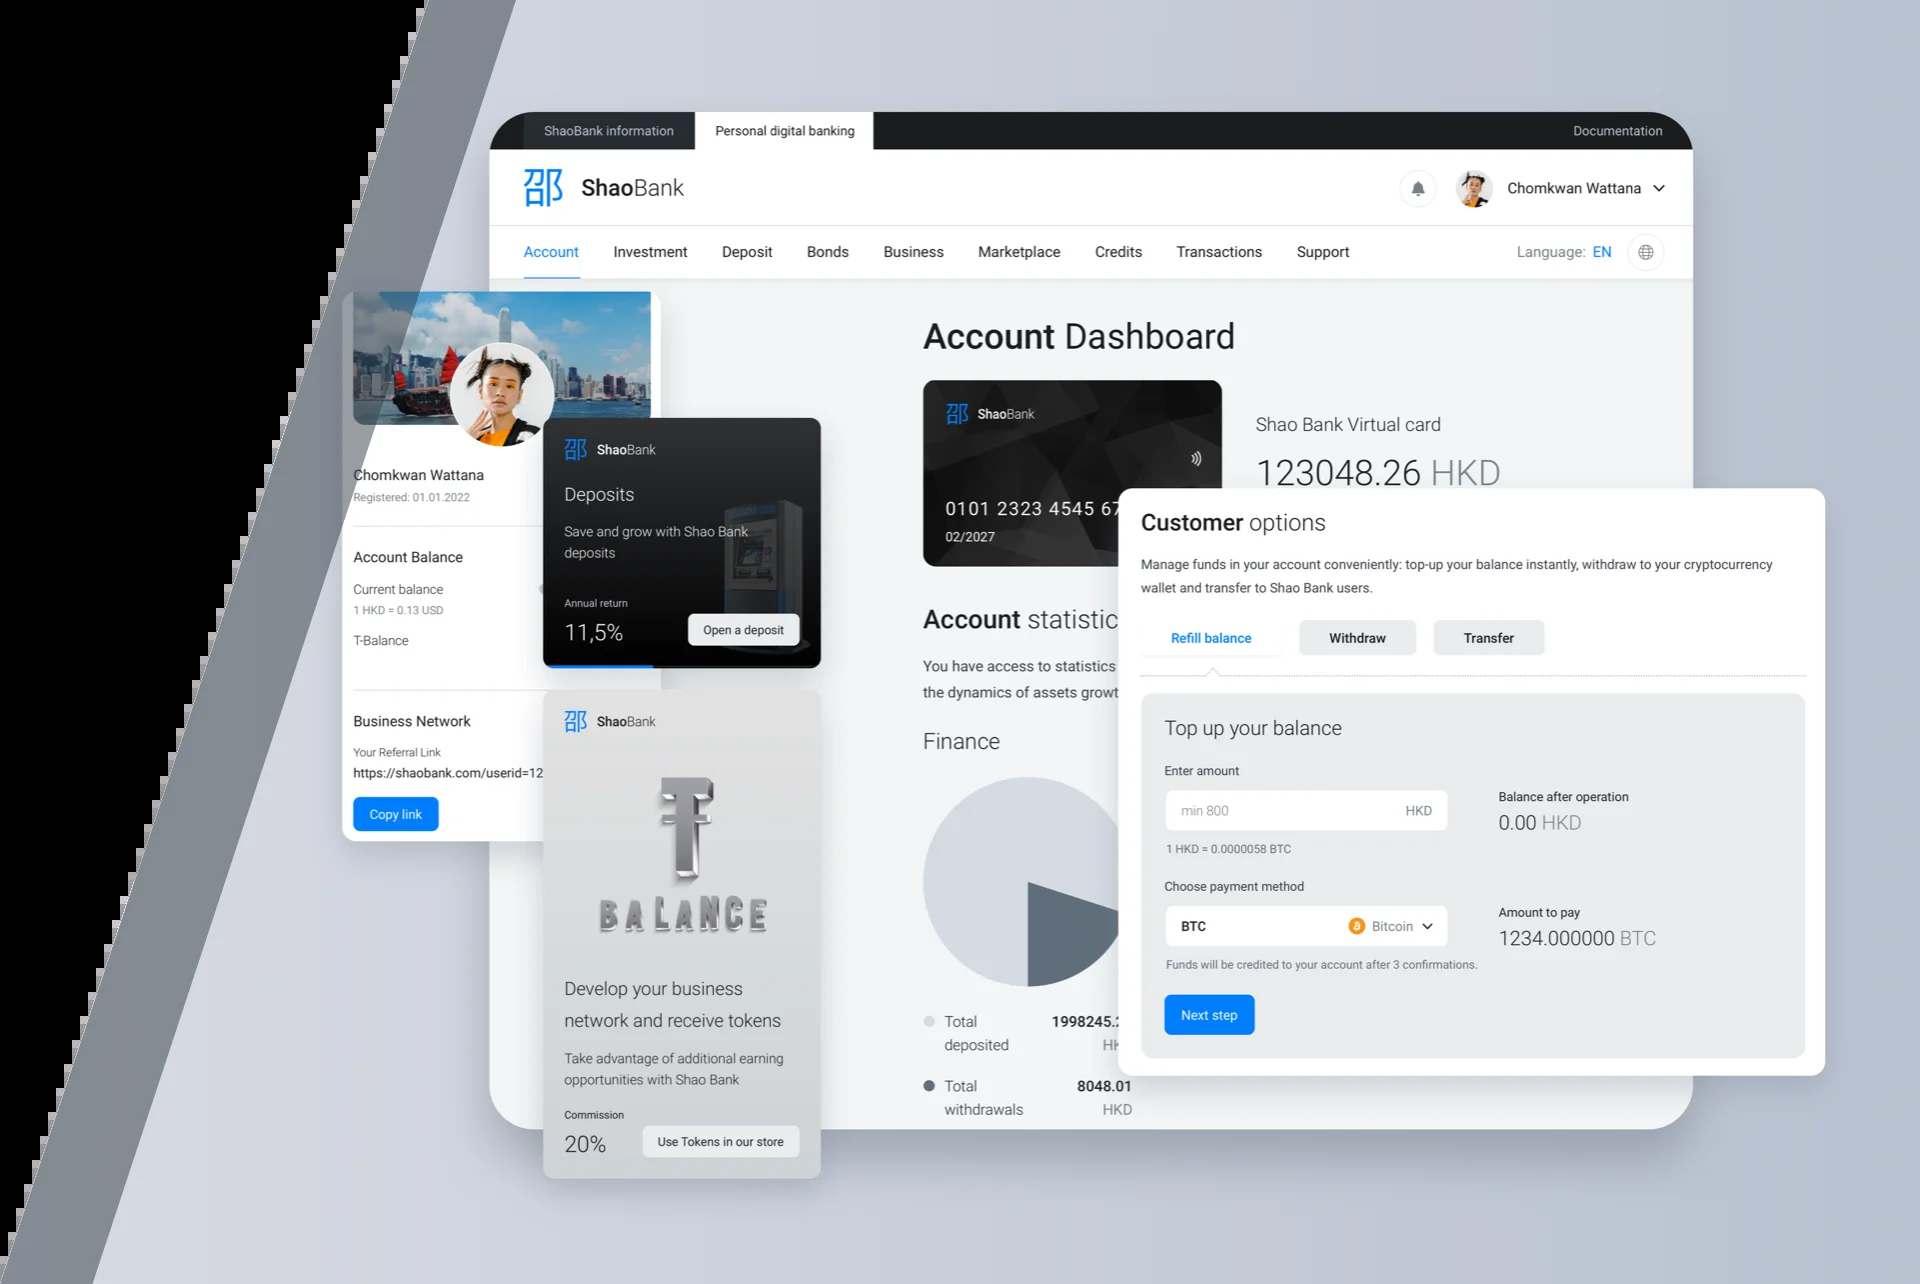 ShaoBank information
Personal digital banking
Documentation
邵 ShaoBank
Chomkwan Wattana
Account
Investment
Deposit
Bonds
Business
Marketplace
Credits
Transactions
Support
Language: EN
Chomkwan Wattana
Registered: 01.01.2022
Account Balance
Current balance
1 HKD = 0.13 USD
T-Balance
Business Network
Your Referral Link
https://shaobank.com/userid=12
Copy link
邵 ShaoBank
Deposits
Save and grow with Shao Bank
deposits
Annual return
11,5%
Open a deposit
邵 ShaoBank
BALANCE
Develop your business
network and receive tokens
Take advantage of additional earning
opportunities with Shao Bank
Commission
20%
Use Tokens in our store
Account Dashboard
邵 ShaoBank
0101 2323 4545 67
02/2027
Shao Bank Virtual card
123048.26 HKD
Account statistic
You have access to statistics
the dynamics of assets growt
Finance
Total
deposited
1998245.
HK
Total
withdrawals
8048.01
HKD
Customer options
Manage funds in your account conveniently: top-up your balance instantly, withdraw to your cryptocurrency
wallet and transfer to Shao Bank users.
Refill balance
Withdraw
Transfer
Top up your balance
Enter amount
min 800 HKD
1 HKD = 0.0000058 BTC
Balance after operation
0.00 HKD
Choose payment method
BTC Bitcoin
Funds will be credited to your account after 3 confirmations.
Amount to pay
1234.000000 BTC
Next step